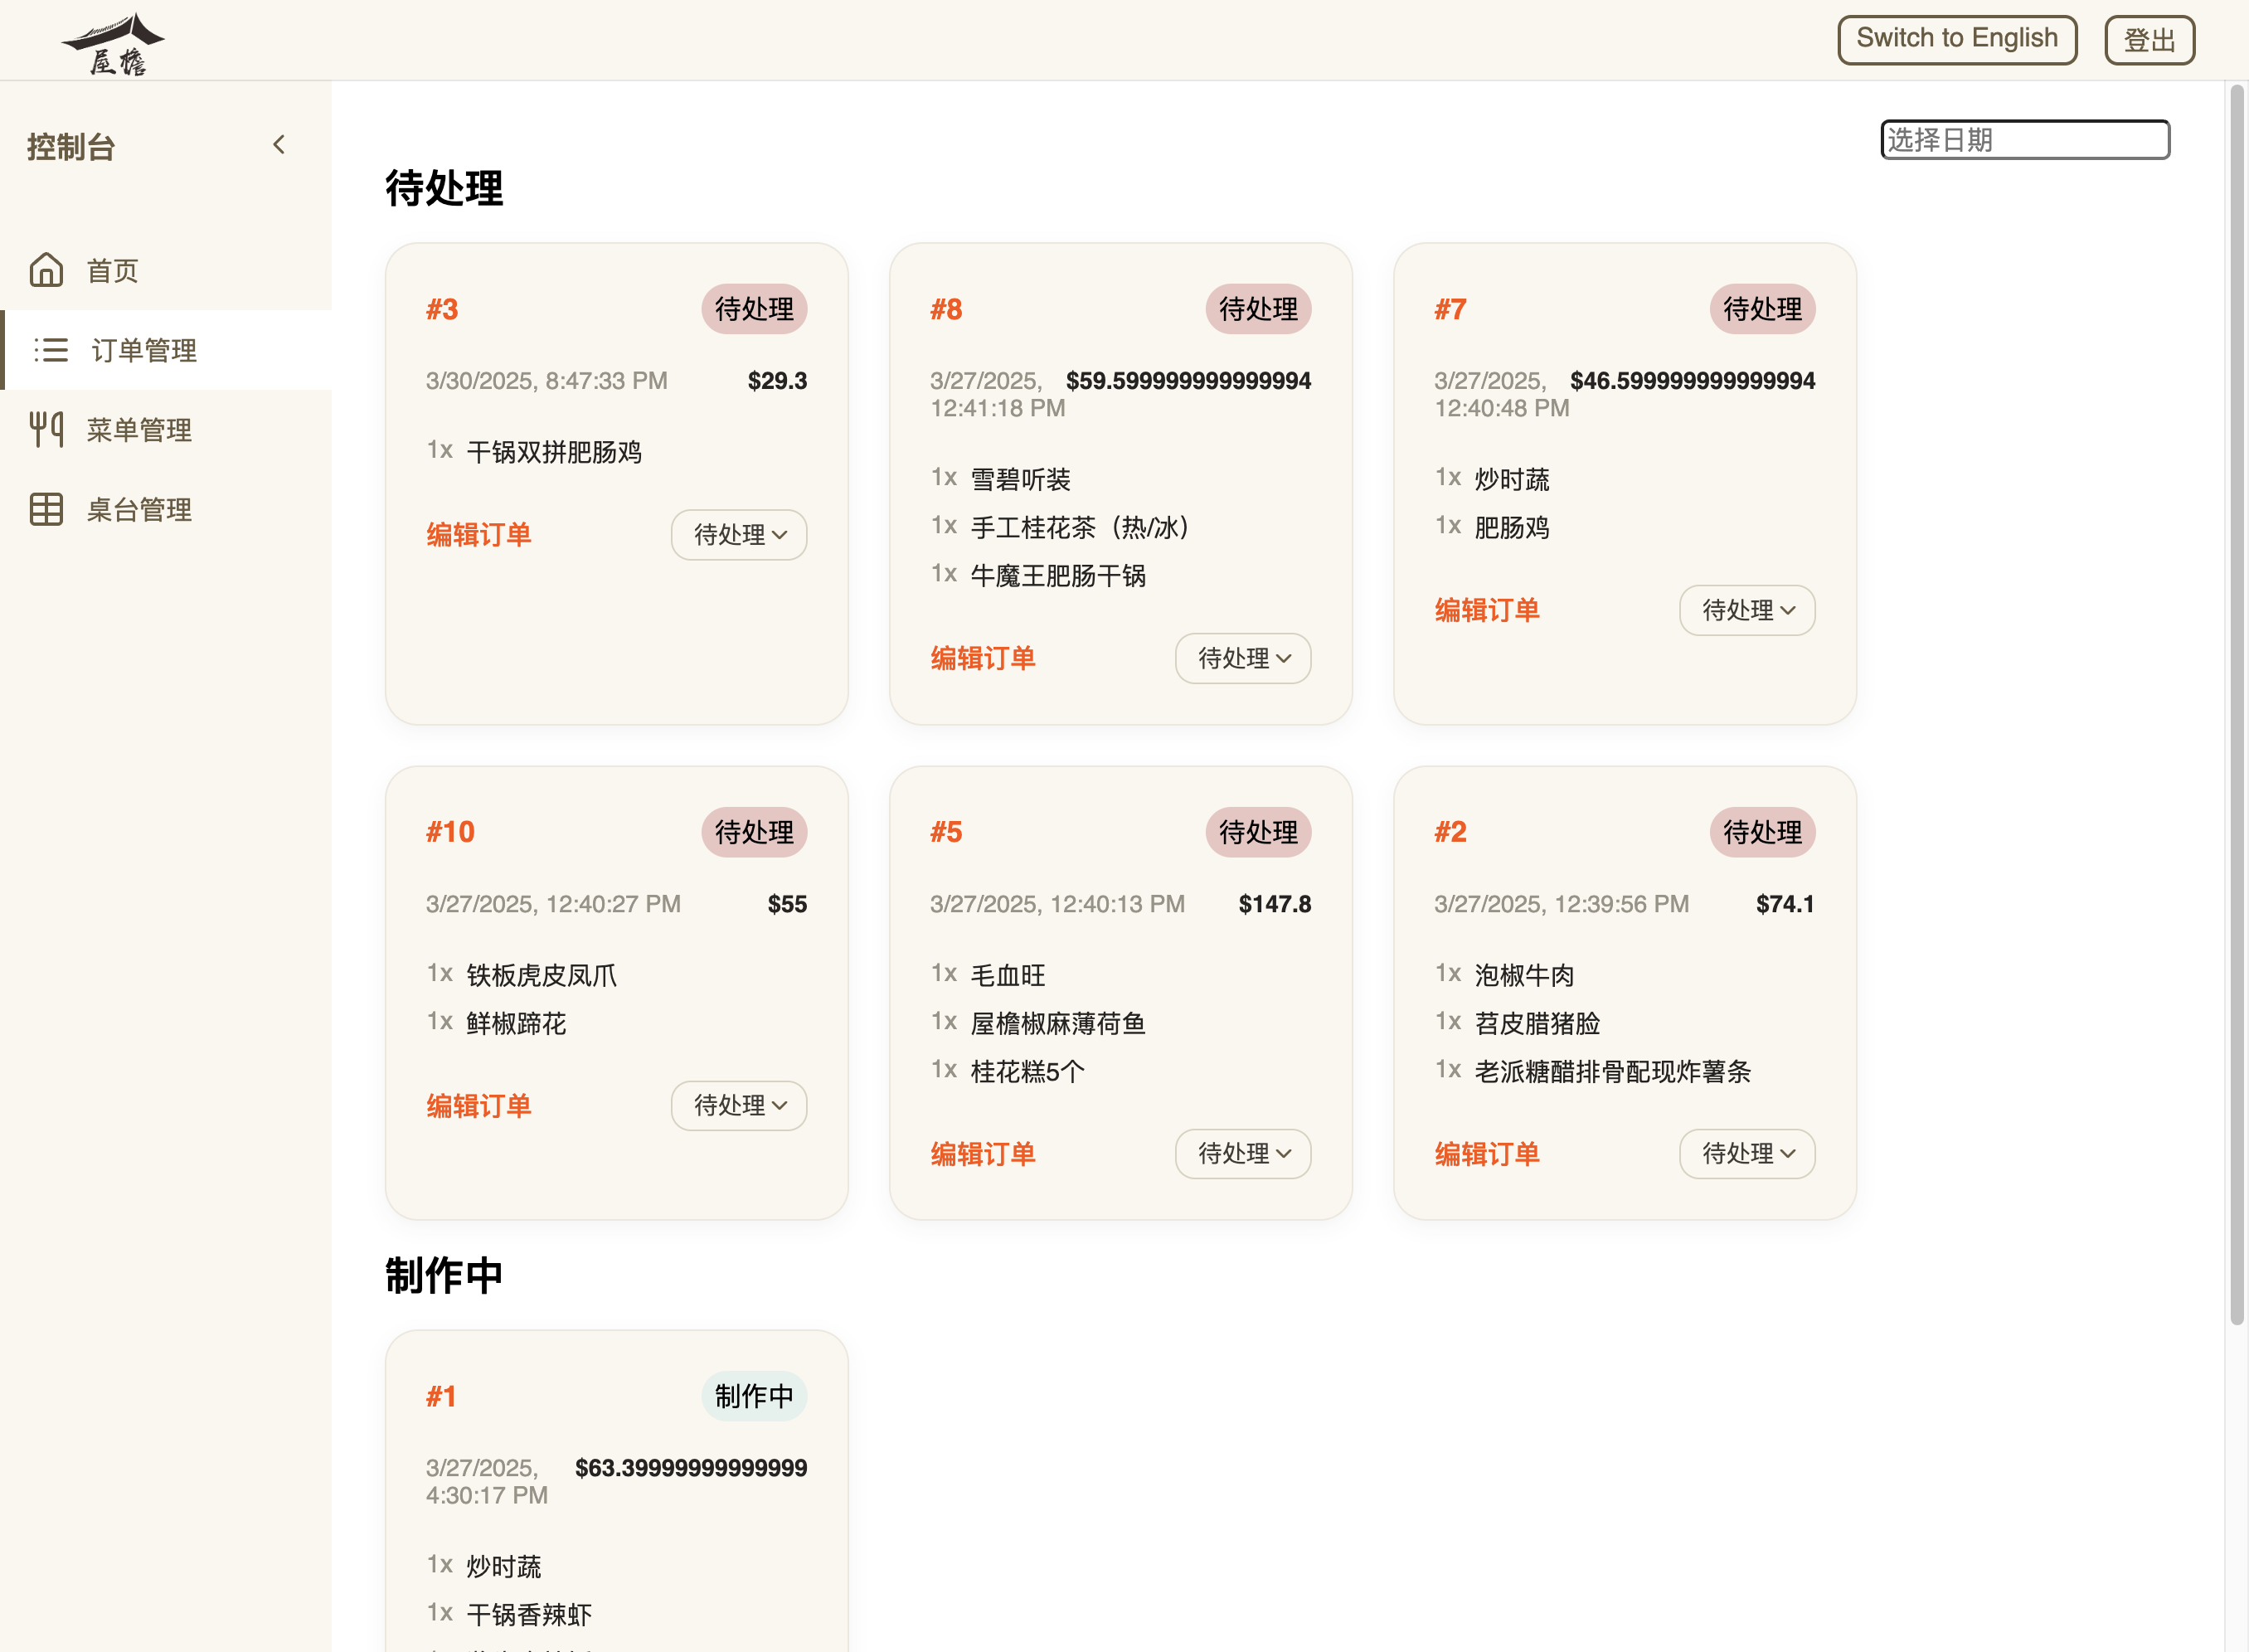 屋檐
Switch to English
登出
控制台
首页
订单管理
菜单管理
桌台管理
选择日期
待处理
#3
待处理
3/30/2025, 8:47:33 PM
$29.3
1x 干锅双拼肥肠鸡
编辑订单
待处理
#8
待处理
3/27/2025,
12:41:18 PM
$59.599999999999994
1x 雪碧听装
1x 手工桂花茶（热/冰）
1x 牛魔王肥肠干锅
编辑订单
待处理
#7
待处理
3/27/2025,
12:40:48 PM
$46.599999999999994
1x 炒时蔬
1x 肥肠鸡
编辑订单
待处理
#10
待处理
3/27/2025, 12:40:27 PM
$55
1x 铁板虎皮凤爪
1x 鲜椒蹄花
编辑订单
待处理
#5
待处理
3/27/2025, 12:40:13 PM
$147.8
1x 毛血旺
1x 屋檐椒麻薄荷鱼
1x 桂花糕5个
编辑订单
待处理
#2
待处理
3/27/2025, 12:39:56 PM
$74.1
1x 泡椒牛肉
1x 苕皮腊猪脸
1x 老派糖醋排骨配现炸薯条
编辑订单
待处理
制作中
#1
制作中
3/27/2025,
4:30:17 PM
$63.39999999999999
1x 炒时蔬
1x 干锅香辣虾